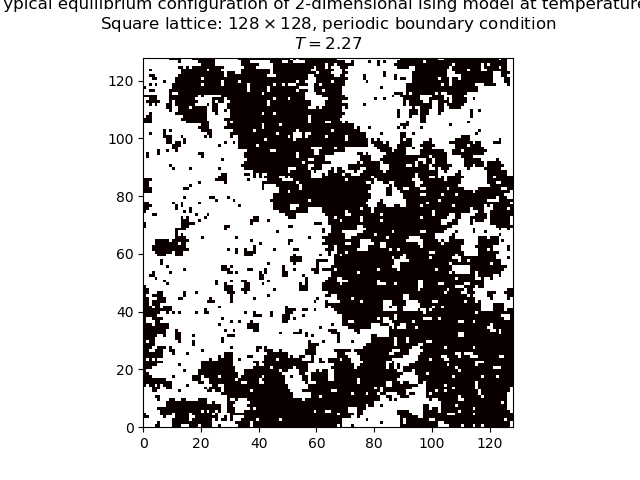 ypical equilibrium configuration of 2-dimensional Ising model at temperature
Square lattice: 128 × 128, periodic boundary condition
T = 2.27
120
100
80
60
40
20
0
0 20 40 60 80 100 120